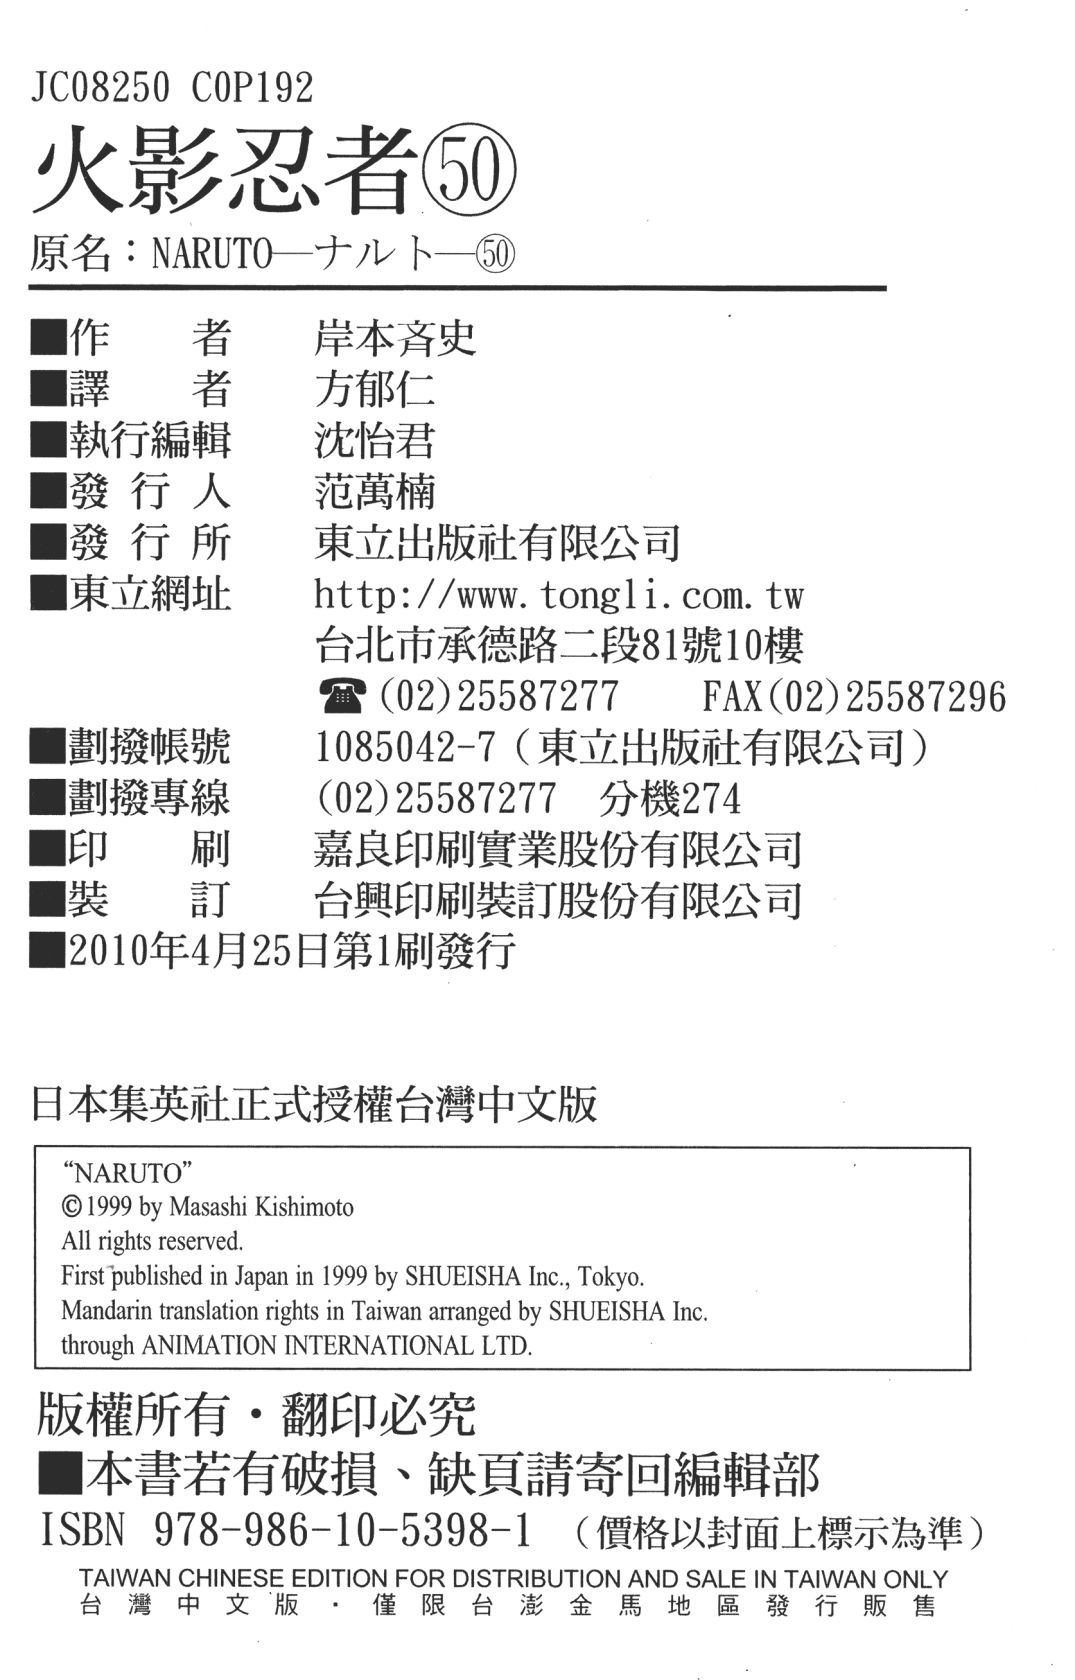 JC08250 C0P192
火影忍者㊿
原名：NARUTO—ナルト—㊿
■作者 岸本斉史
■譯者 方郁仁
■執行編輯 沈怡君
■發行人 范萬楠
■發行所 東立出版社有限公司
■東立網址 http://www.tongli.com.tw
台北市承德路二段81號10樓
☎(02)25587277 FAX(02)25587296
■劃撥帳號 1085042-7（東立出版社有限公司）
■劃撥專線 (02)25587277 分機274
■印刷 嘉良印刷實業股份有限公司
■裝訂 台興印刷裝訂股份有限公司
■2010年4月25日第1刷發行
日本集英社正式授權台灣中文版
“NARUTO”
©1999 by Masashi Kishimoto
All rights reserved.
First published in Japan in 1999 by SHUEISHA Inc., Tokyo.
Mandarin translation rights in Taiwan arranged by SHUEISHA Inc.
through ANIMATION INTERNATIONAL LTD.
版權所有・翻印必究
■本書若有破損、缺頁請寄回編輯部
ISBN 978-986-10-5398-1 （價格以封面上標示為準）
TAIWAN CHINESE EDITION FOR DISTRIBUTION AND SALE IN TAIWAN ONLY
台灣中文版・僅限台澎金馬地區發行販售